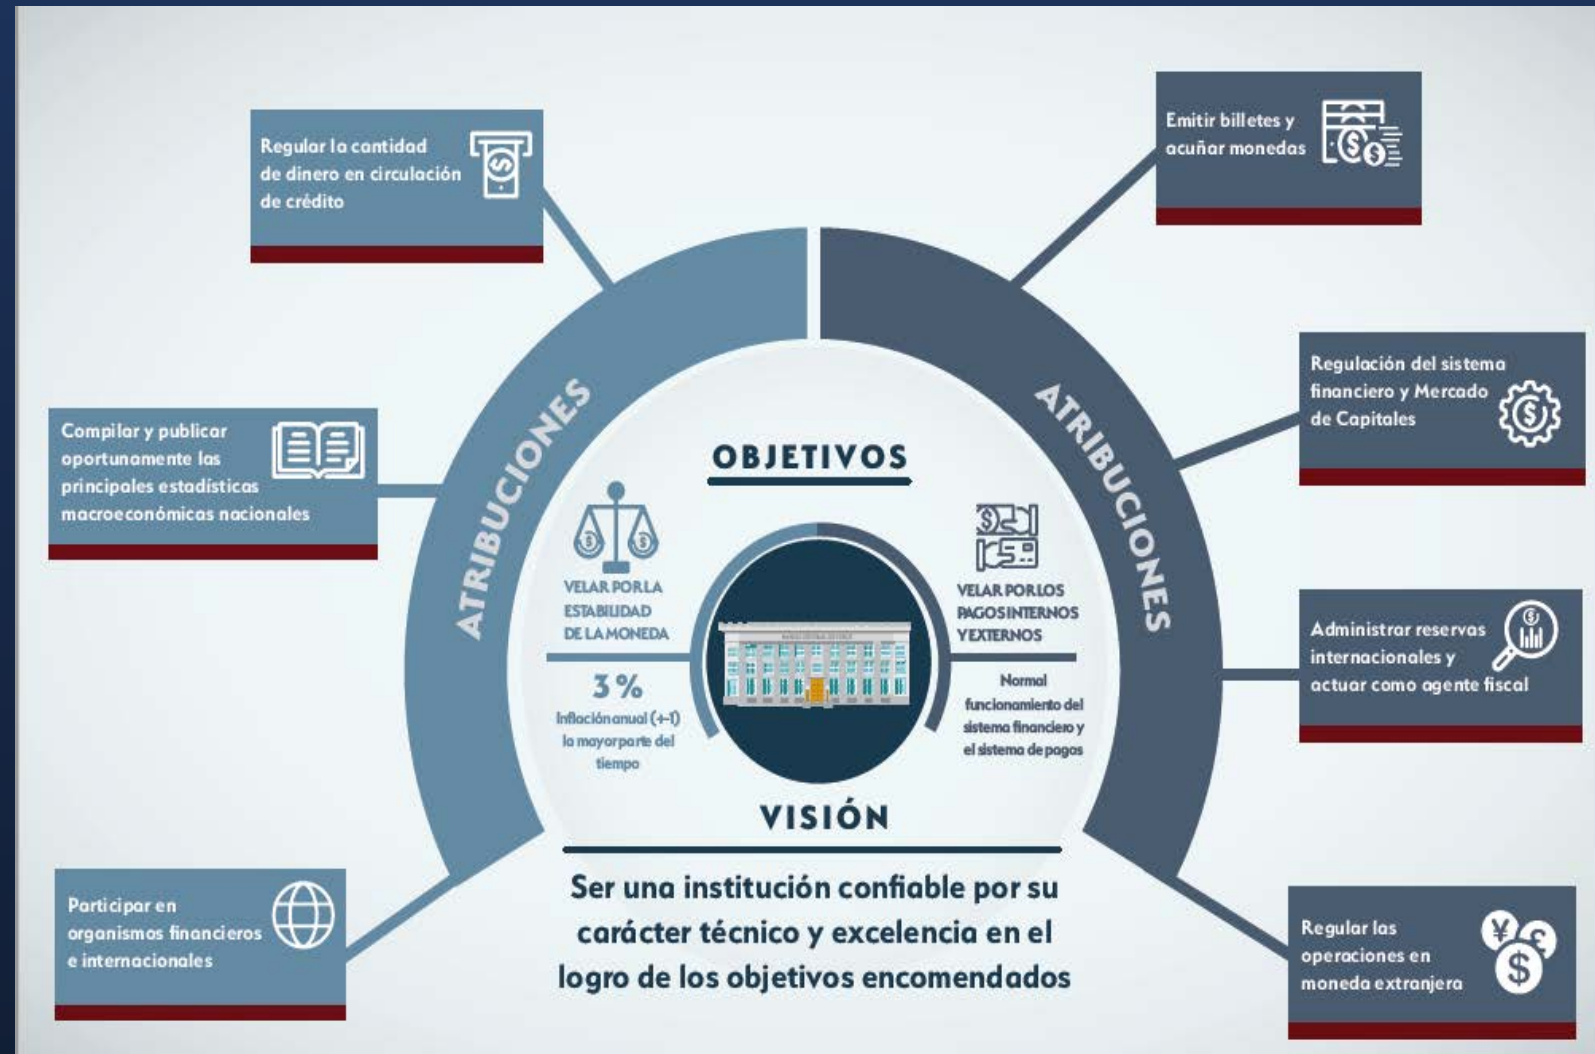 Regular la cantidad
de dinero en circulación
de crédito
Emitir billetes y
acuñar monedas
Regulación del sistema
financiero y Mercado
de Capitales
Compilar y publicar
oportunamente las
principales estadísticas
macroeconómicas nacionales
ATRIBUCIONES
ATRIBUCIONES
OBJETIVOS
VELAR POR LA
ESTABILIDAD
DE LA MONEDA
3 %
Inflación anual (+-1)
la mayor parte del
tiempo
VELAR POR LOS
PAGOS INTERNOS
Y EXTERNOS
Normal
funcionamiento del
sistema financiero y
el sistema de pagos
Administrar reservas
internacionales y
actuar como agente fiscal
VISIÓN
Ser una institución confiable por su
carácter técnico y excelencia en el
logro de los objetivos encomendados
Participar en
organismos financieros
e internacionales
Regular las
operaciones en
moneda extranjera